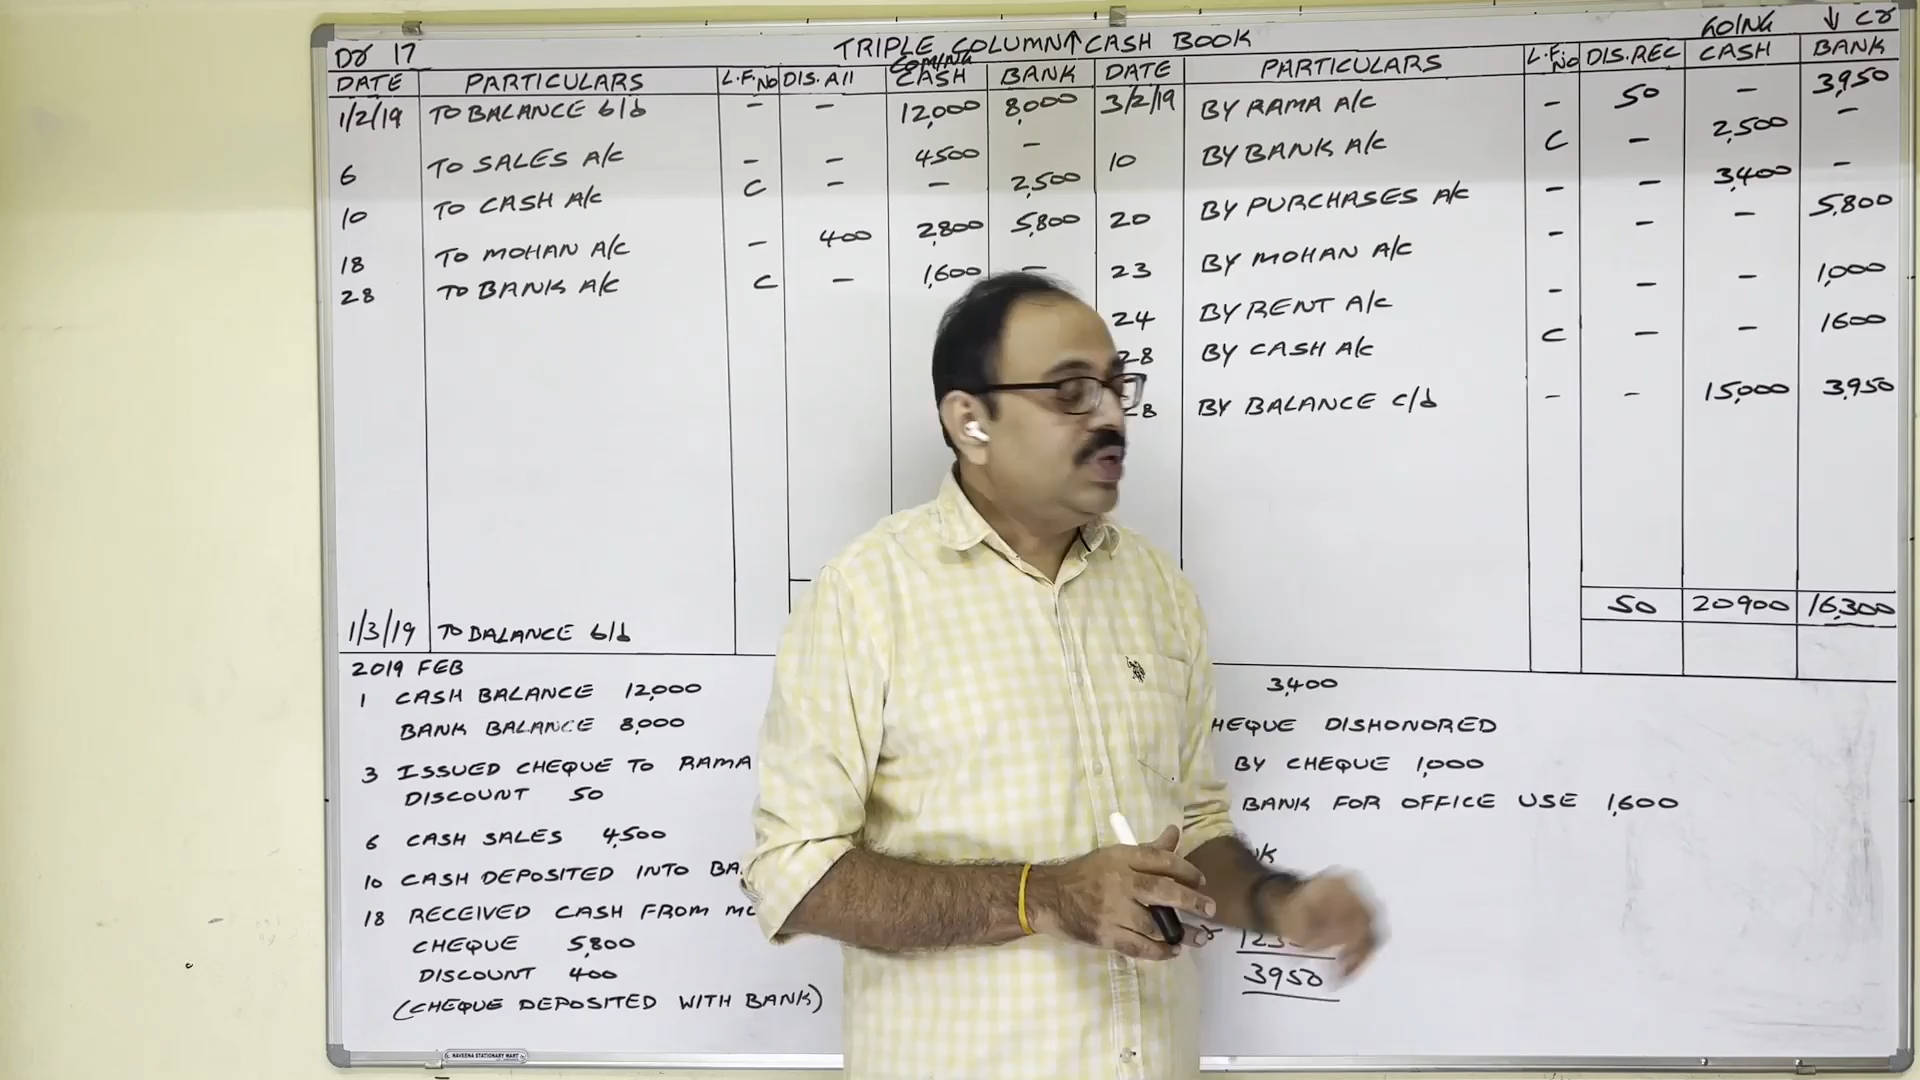 TRIPLE COLUMN↑ CASH BOOK
Dr 17
COMING
GOING ↓ Cr
DATE PARTICULARS L.F. No DIS. All CASH BANK DATE PARTICULARS L.F. No DIS. REC CASH BANK
1/2/19 TO BALANCE b/d - - 12,000 8,000 3/2/19 BY RAMA A/c - 50 - 3,950
6 TO SALES A/c - - 4500 - 10 BY BANK A/c C - 2,500 -
10 TO CASH A/c C - - 2,500 20 BY PURCHASES A/c - - 3,400 -
18 TO MOHAN A/c - 400 2,800 5,800 23 BY MOHAN A/c - - - 5,800
28 TO BANK A/c C - 1,600 - 24 BY RENT A/c - - - 1,000
28 BY CASH A/c C - - 1600
28 BY BALANCE c/d - - 15,000 3,950
50 20900 16,300
1/3/19 TO BALANCE b/d
2019 FEB
1 CASH BALANCE 12,000
BANK BALANCE 8,000
3 ISSUED CHEQUE TO RAMA
DISCOUNT 50
6 CASH SALES 4,500
10 CASH DEPOSITED INTO
18 RECEIVED CASH FROM
CHEQUE 5,800
DISCOUNT 400
(CHEQUE DEPOSITED WITH BANK)
3,400
CHEQUE DISHONORED
BY CHEQUE 1,000
BANK FOR OFFICE USE 1,600
3950
NAVEENA STATIONARY MART